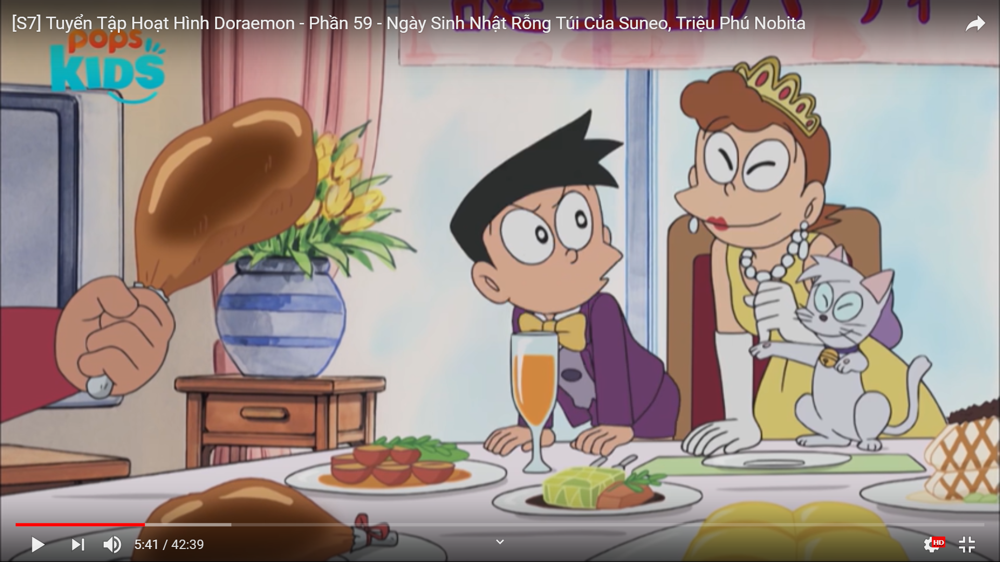 [S7] Tuyển Tập Hoạt Hình Doraemon - Phần 59 - Ngày Sinh Nhật Rỗng Túi Của Suneo, Triệu Phú Nobita
pops
KIDS
5:41 / 42:39
HD